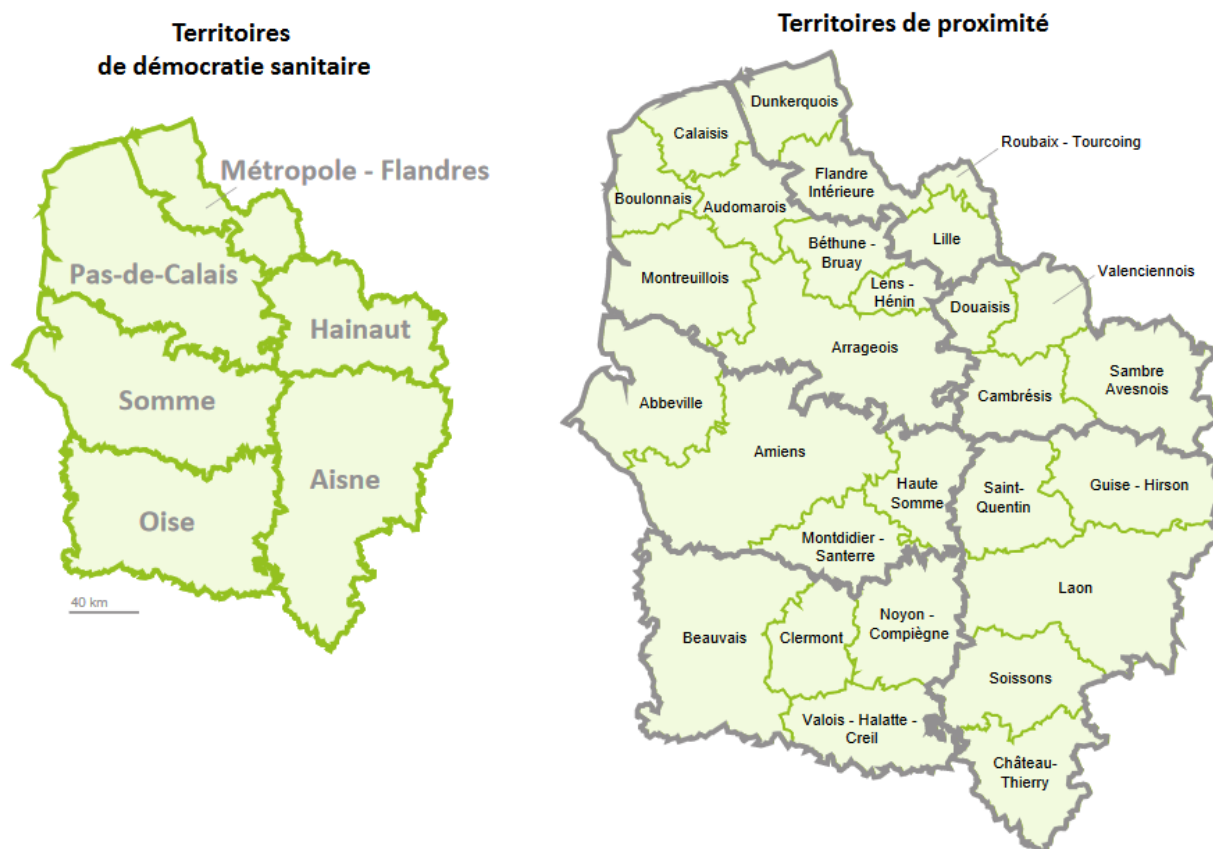 Territoires
de démocratie sanitaire
Métropole - Flandres
Pas-de-Calais
Hainaut
Somme
Aisne
Oise
40 km
Territoires de proximité
Dunkerquois
Calaisis
Roubaix - Tourcoing
Flandre
Intérieure
Boulonnais
Audomarois
Lille
Béthune -
Bruay
Montreuillois
Valenciennois
Lens -
Hénin
Douaisis
Arrageois
Sambre
Avesnois
Cambrésis
Abbeville
Amiens
Haute
Somme
Saint-
Quentin
Guise - Hirson
Montdidier -
Santerre
Laon
Noyon -
Compiègne
Beauvais
Clermont
Soissons
Valois - Halatte -
Creil
Château-
Thierry